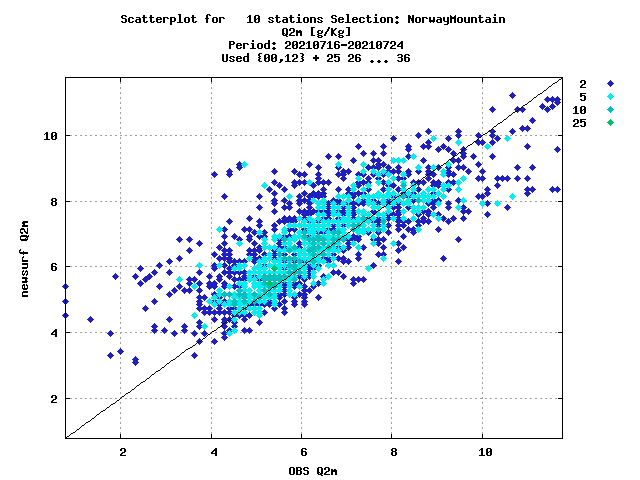 Scatterplot for 10 stations Selection: NorwayMountain
Q2m [g/Kg]
Period: 20210716-20210724
Used {00,12} + 25 26 ... 36
2
5
10
25
10
8
6
4
2
newsurf Q2m
2 4 6 8 10
OBS Q2m